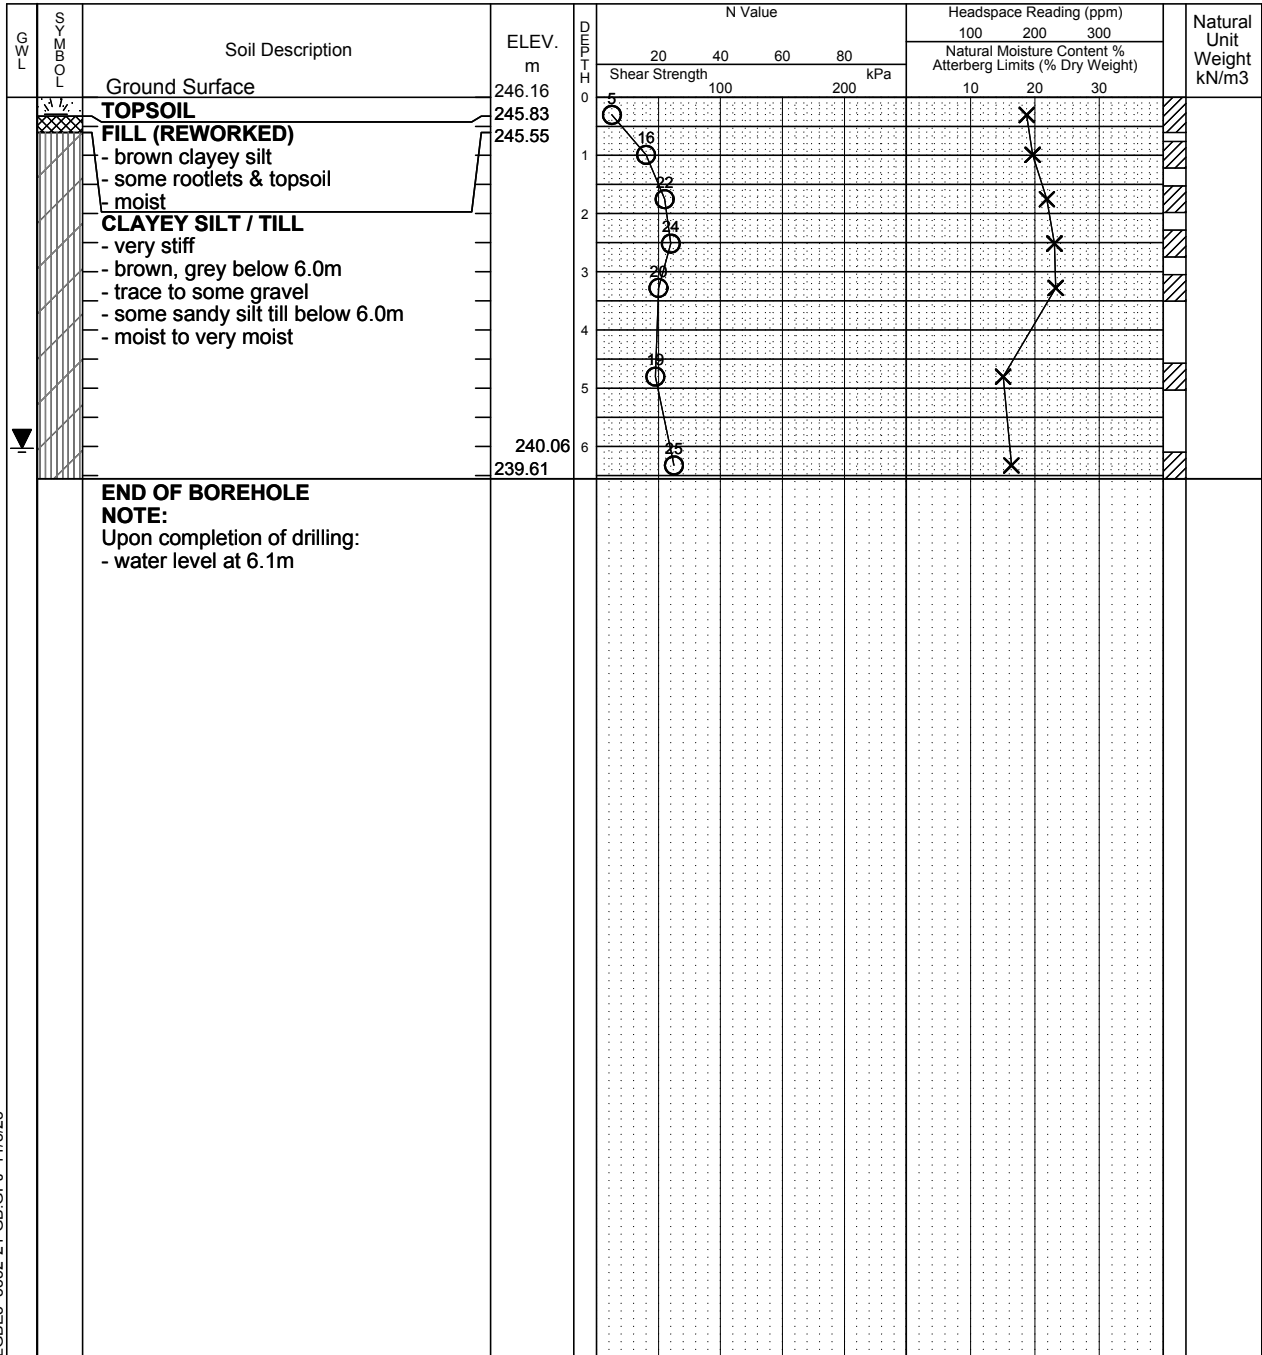 GWL
SYMBOL
Soil Description
Ground Surface
ELEV.
m
246.16
DEPTH
N Value
20 40 60 80
Shear Strength kPa
100 200
Headspace Reading (ppm)
100 200 300
Natural Moisture Content %
Atterberg Limits (% Dry Weight)
10 20 30
Natural
Unit
Weight
kN/m3
0
TOPSOIL
245.83
5
FILL (REWORKED)
245.55
16
- brown clayey silt
1
- some rootlets & topsoil
22
- moist
2
CLAYEY SILT / TILL
24
- very stiff
- brown, grey below 6.0m
3
20
- trace to some gravel
- some sandy silt till below 6.0m
4
- moist to very moist
19
5
240.06
6
25
239.61
END OF BOREHOLE
NOTE:
Upon completion of drilling:
- water level at 6.1m